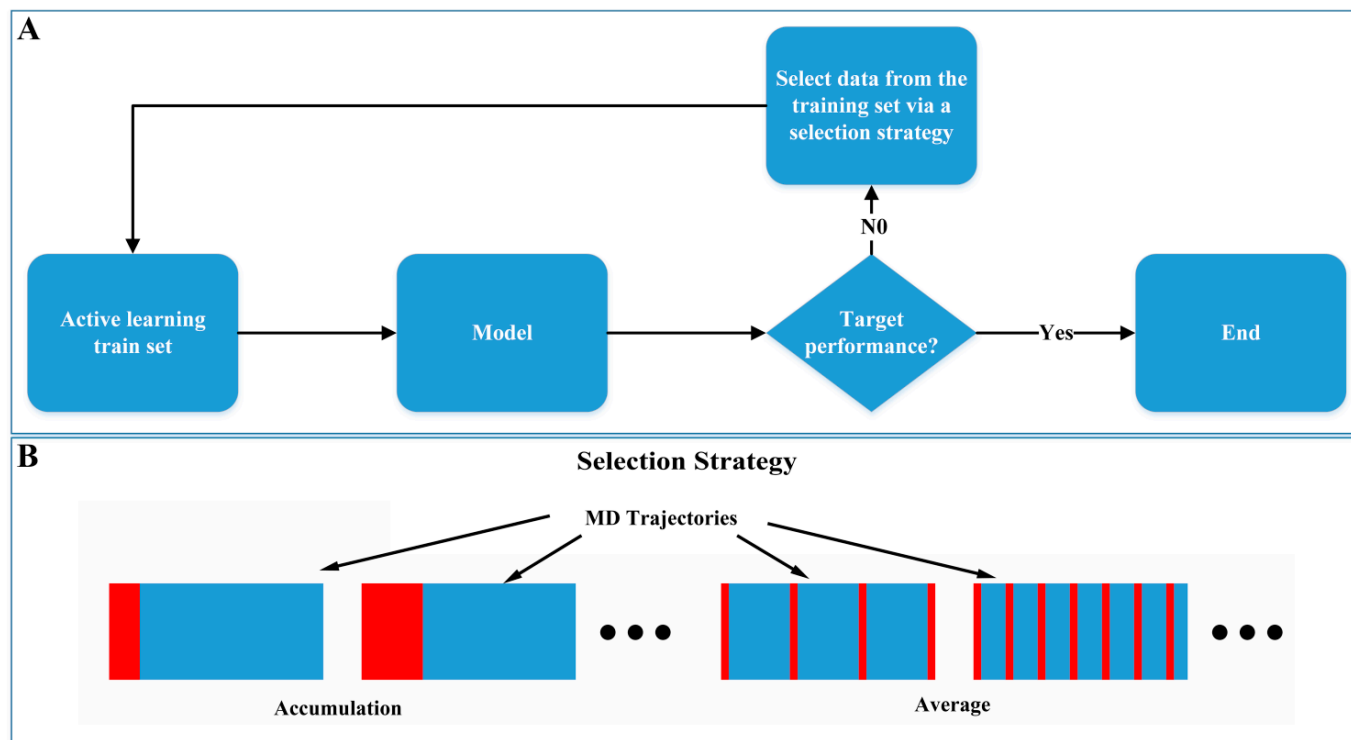 A
Select data from the
training set via a
selection strategy
N0
Active learning
train set
Model
Target
performance?
Yes
End
B
Selection Strategy
MD Trajectories
Accumulation
Average